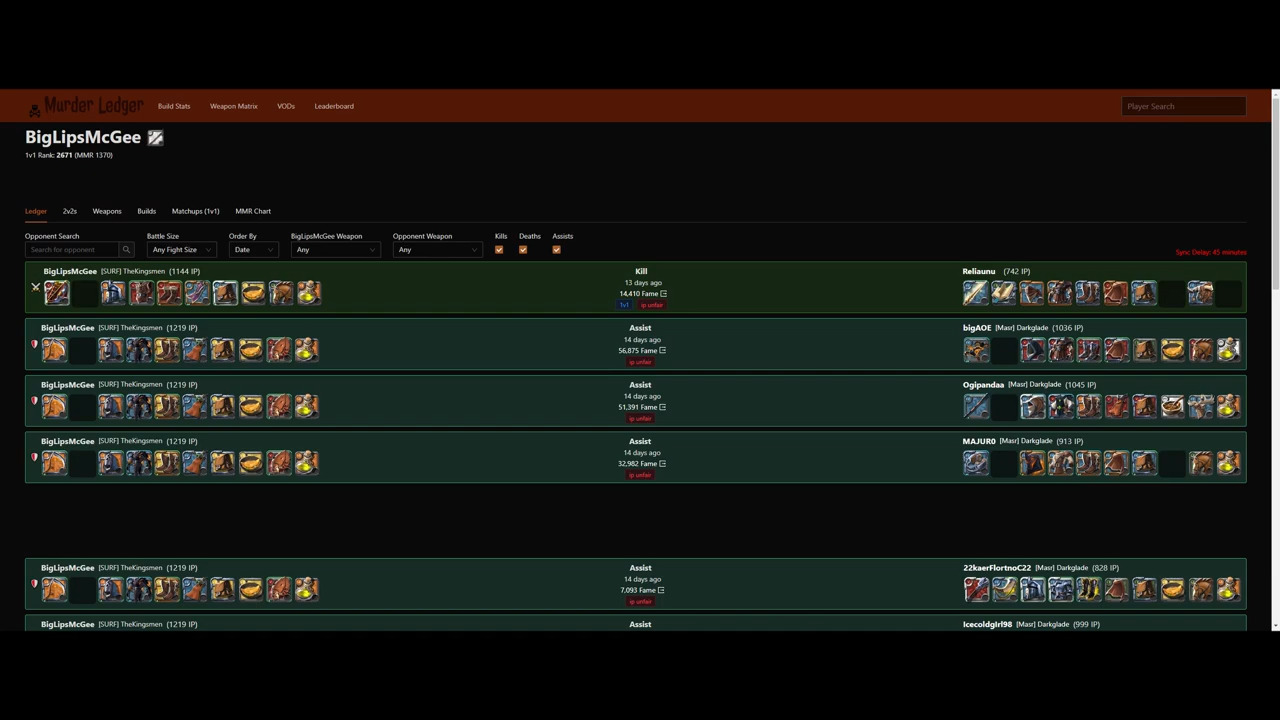 Murder Ledger Build Stats Weapon Matrix VODs Leaderboard Player Search
BigLipsMcGee
1v1 Rank: 2671 (MMR 1370)
Ledger 2v2s Weapons Builds Matchups (1v1) MMR Chart
Opponent Search Battle Size Order By BigLipsMcGee Weapon Opponent Weapon Kills Deaths Assists
Search for opponent Any Fight Size Date Any Any
Sync Delay: 45 minutes
BigLipsMcGee [SURF] TheKingsmen (1144 IP) Kill Reliaunu (742 IP)
13 days ago
14,410 Fame
1v1 ip unfair
BigLipsMcGee [SURF] TheKingsmen (1219 IP) Assist bigAOE [Masr] Darkglade (1036 IP)
14 days ago
56,875 Fame
ip unfair
BigLipsMcGee [SURF] TheKingsmen (1219 IP) Assist Ogipandaa [Masr] Darkglade (1045 IP)
14 days ago
51,391 Fame
ip unfair
BigLipsMcGee [SURF] TheKingsmen (1219 IP) Assist MAJUR0 [Masr] Darkglade (913 IP)
14 days ago
32,982 Fame
ip unfair
BigLipsMcGee [SURF] TheKingsmen (1219 IP) Assist 22kaerFlortnoC22 [Masr] Darkglade (828 IP)
14 days ago
7,093 Fame
ip unfair
BigLipsMcGee [SURF] TheKingsmen (1219 IP) Assist Icecoldgirl98 [Masr] Darkglade (999 IP)